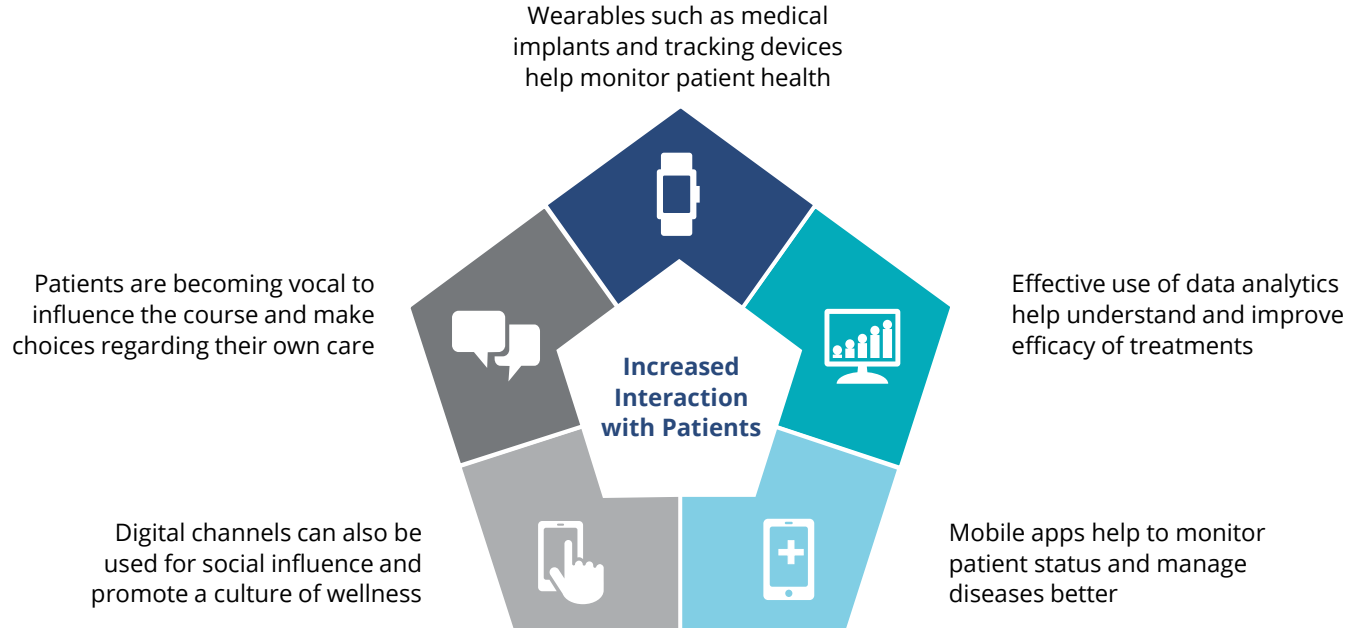 Wearables such as medical
implants and tracking devices
help monitor patient health
Patients are becoming vocal to
influence the course and make
choices regarding their own care
Effective use of data analytics
help understand and improve
efficacy of treatments
Increased
Interaction
with Patients
Digital channels can also be
used for social influence and
promote a culture of wellness
Mobile apps help to monitor
patient status and manage
diseases better